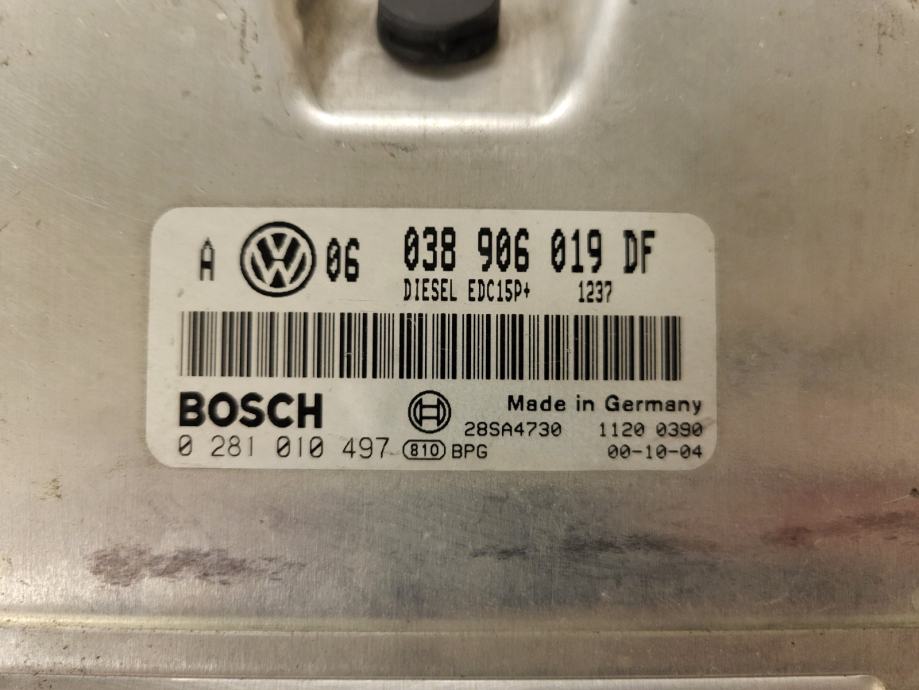 A VW 06 038 906 019 DF
DIESEL EDC15P+ 1237
BOSCH Made in Germany
28SA4730 1120 0390
0 281 010 497 810 BPG 00-10-04